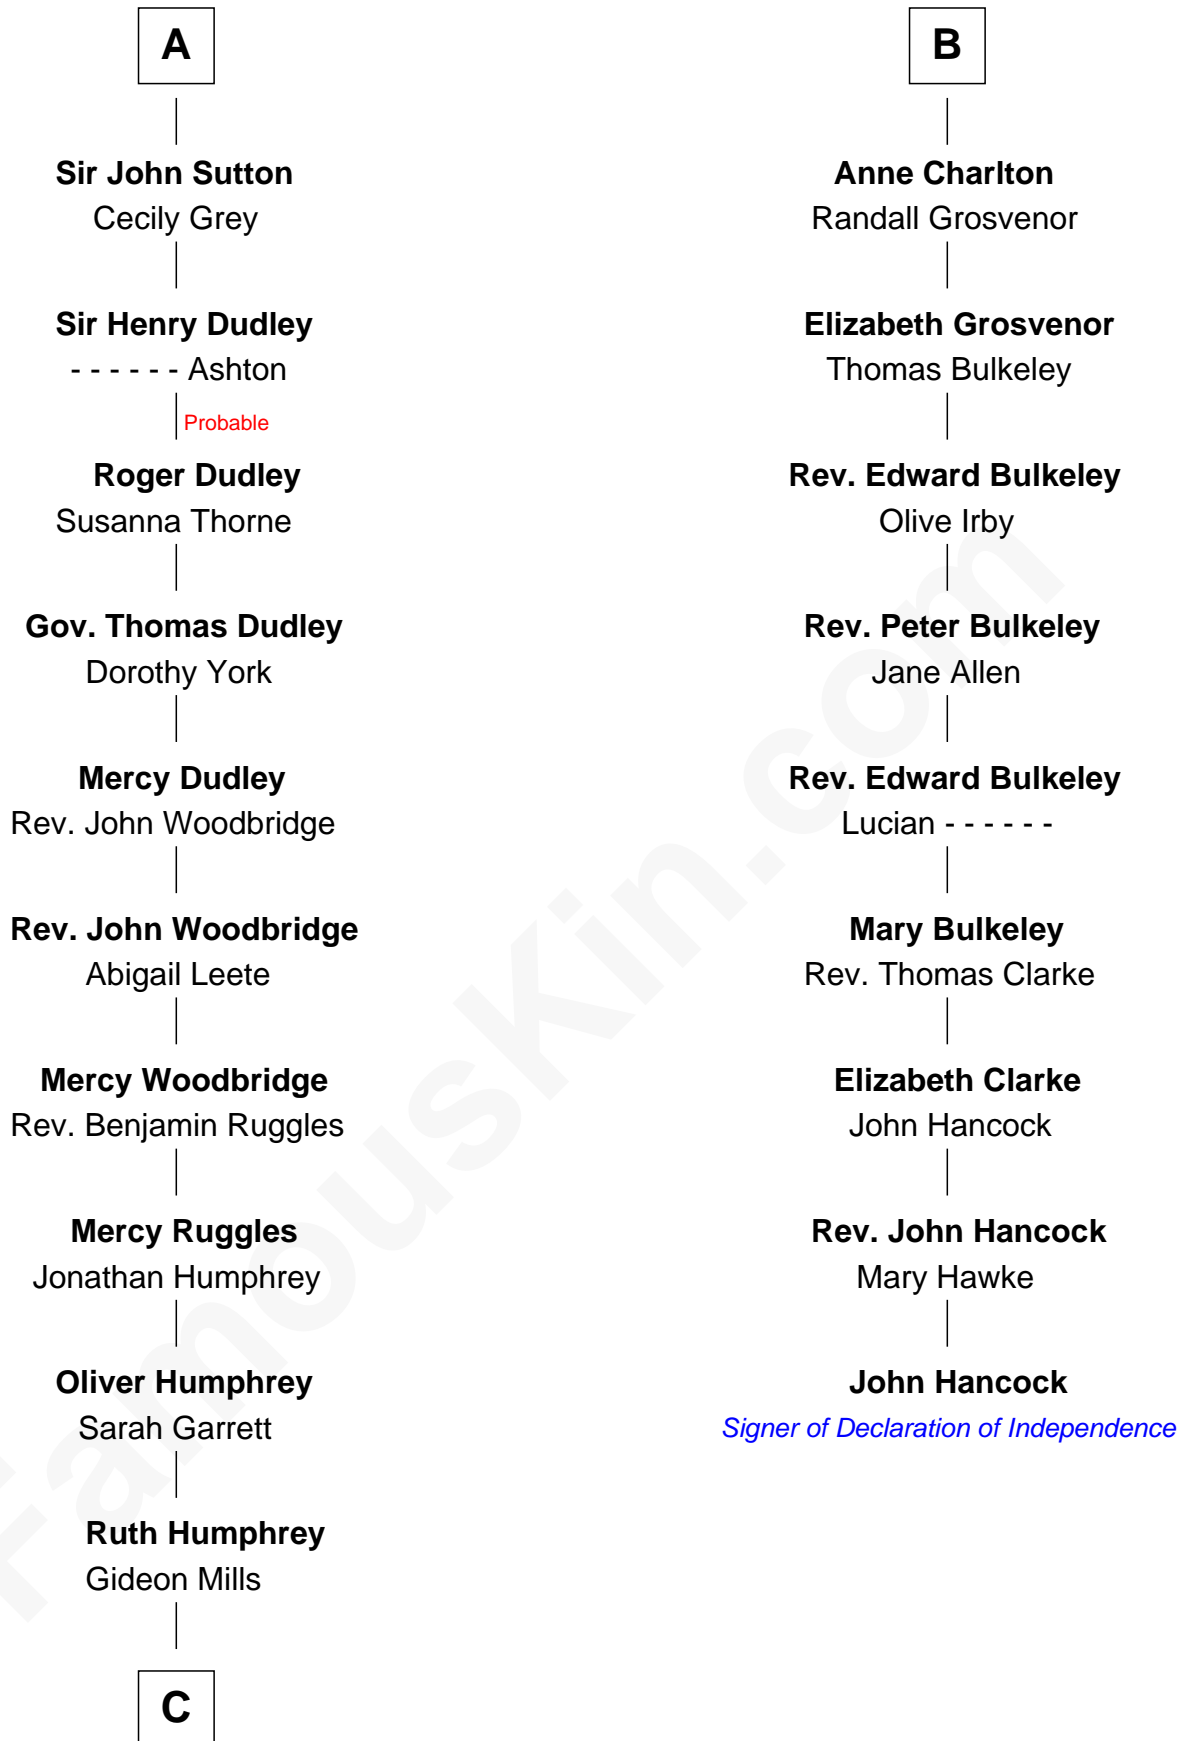 A
Sir John Sutton
Cecily Grey
Sir Henry Dudley
- - - - - - Ashton
Probable
Roger Dudley
Susanna Thorne
Gov. Thomas Dudley
Dorothy York
Mercy Dudley
Rev. John Woodbridge
Rev. John Woodbridge
Abigail Leete
Mercy Woodbridge
Rev. Benjamin Ruggles
Mercy Ruggles
Jonathan Humphrey
Oliver Humphrey
Sarah Garrett
Ruth Humphrey
Gideon Mills
C
B
Anne Charlton
Randall Grosvenor
Elizabeth Grosvenor
Thomas Bulkeley
Rev. Edward Bulkeley
Olive Irby
Rev. Peter Bulkeley
Jane Allen
Rev. Edward Bulkeley
Lucian - - - - - -
Mary Bulkeley
Rev. Thomas Clarke
Elizabeth Clarke
John Hancock
Rev. John Hancock
Mary Hawke
John Hancock
Signer of Declaration of Independence
FamousKin.com